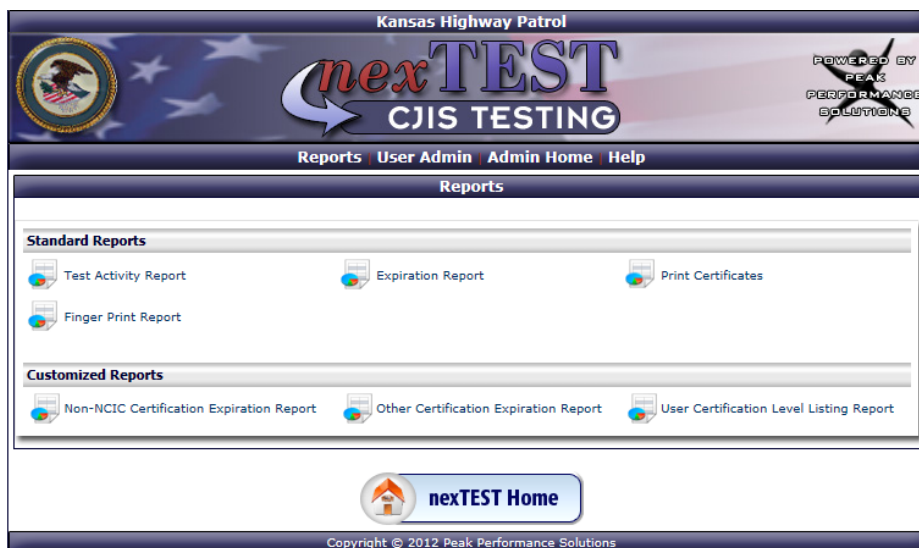 Kansas Highway Patrol
nexTEST
CJIS TESTING
POWERED BY
PEAK
PERFORMANCE
SOLUTIONS
Reports | User Admin | Admin Home | Help
Reports
Standard Reports
Test Activity Report
Expiration Report
Print Certificates
Finger Print Report
Customized Reports
Non-NCIC Certification Expiration Report
Other Certification Expiration Report
User Certification Level Listing Report
nexTEST Home
Copyright © 2012 Peak Performance Solutions